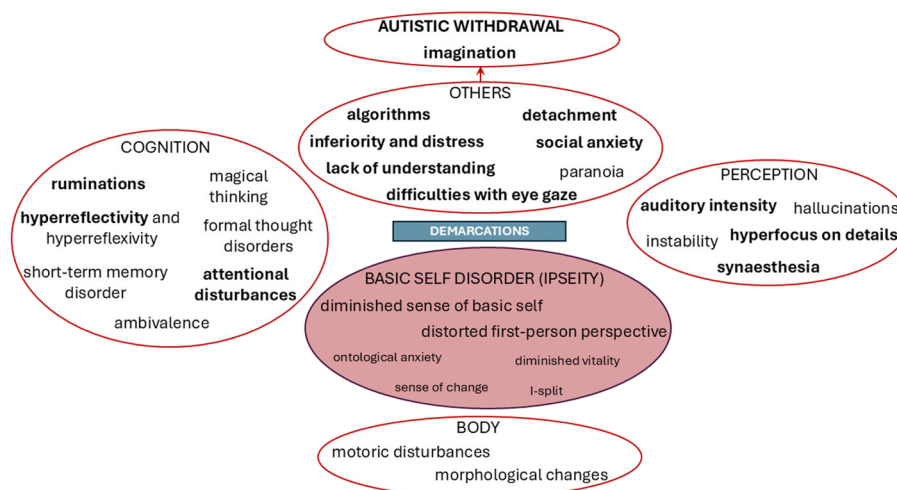 AUTISTIC WITHDRAWAL
imagination
OTHERS
algorithms
detachment
inferiority and distress
social anxiety
lack of understanding
paranoia
difficulties with eye gaze
COGNITION
ruminations
magical
thinking
hyperreflectivity and
hyperreflexivity
formal thought
disorders
short-term memory
disorder
attentional
disturbances
ambivalence
PERCEPTION
auditory intensity
hallucinations
instability
hyperfocus on details
synaesthesia
DEMARCATIONS
BASIC SELF DISORDER (IPSEITY)
diminished sense of basic self
distorted first-person perspective
ontological anxiety
diminished vitality
sense of change
I-split
BODY
motoric disturbances
morphological changes